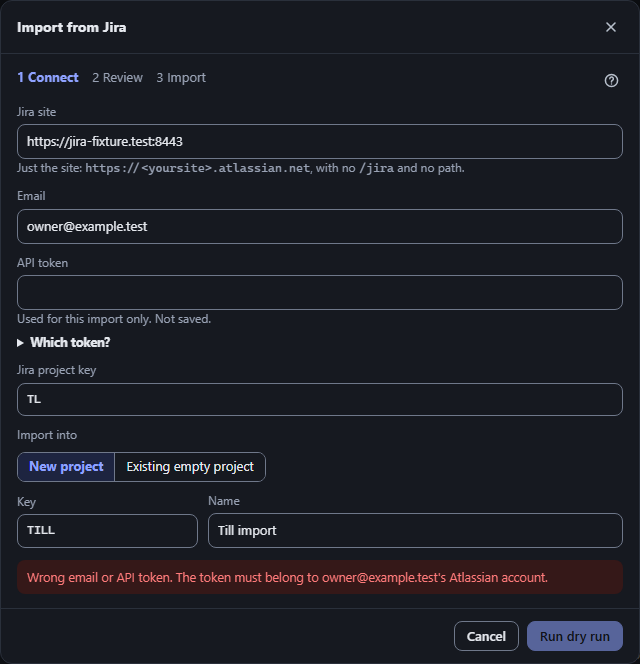 Import from Jira
1 Connect 2 Review 3 Import
Jira site
https://jira-fixture.test:8443
Just the site: https://<yoursite>.atlassian.net, with no /jira and no path.
Email
owner@example.test
API token
Used for this import only. Not saved.
Which token?
Jira project key
TL
Import into
New project Existing empty project
Key Name
TILL Till import
Wrong email or API token. The token must belong to owner@example.test's Atlassian account.
Cancel Run dry run